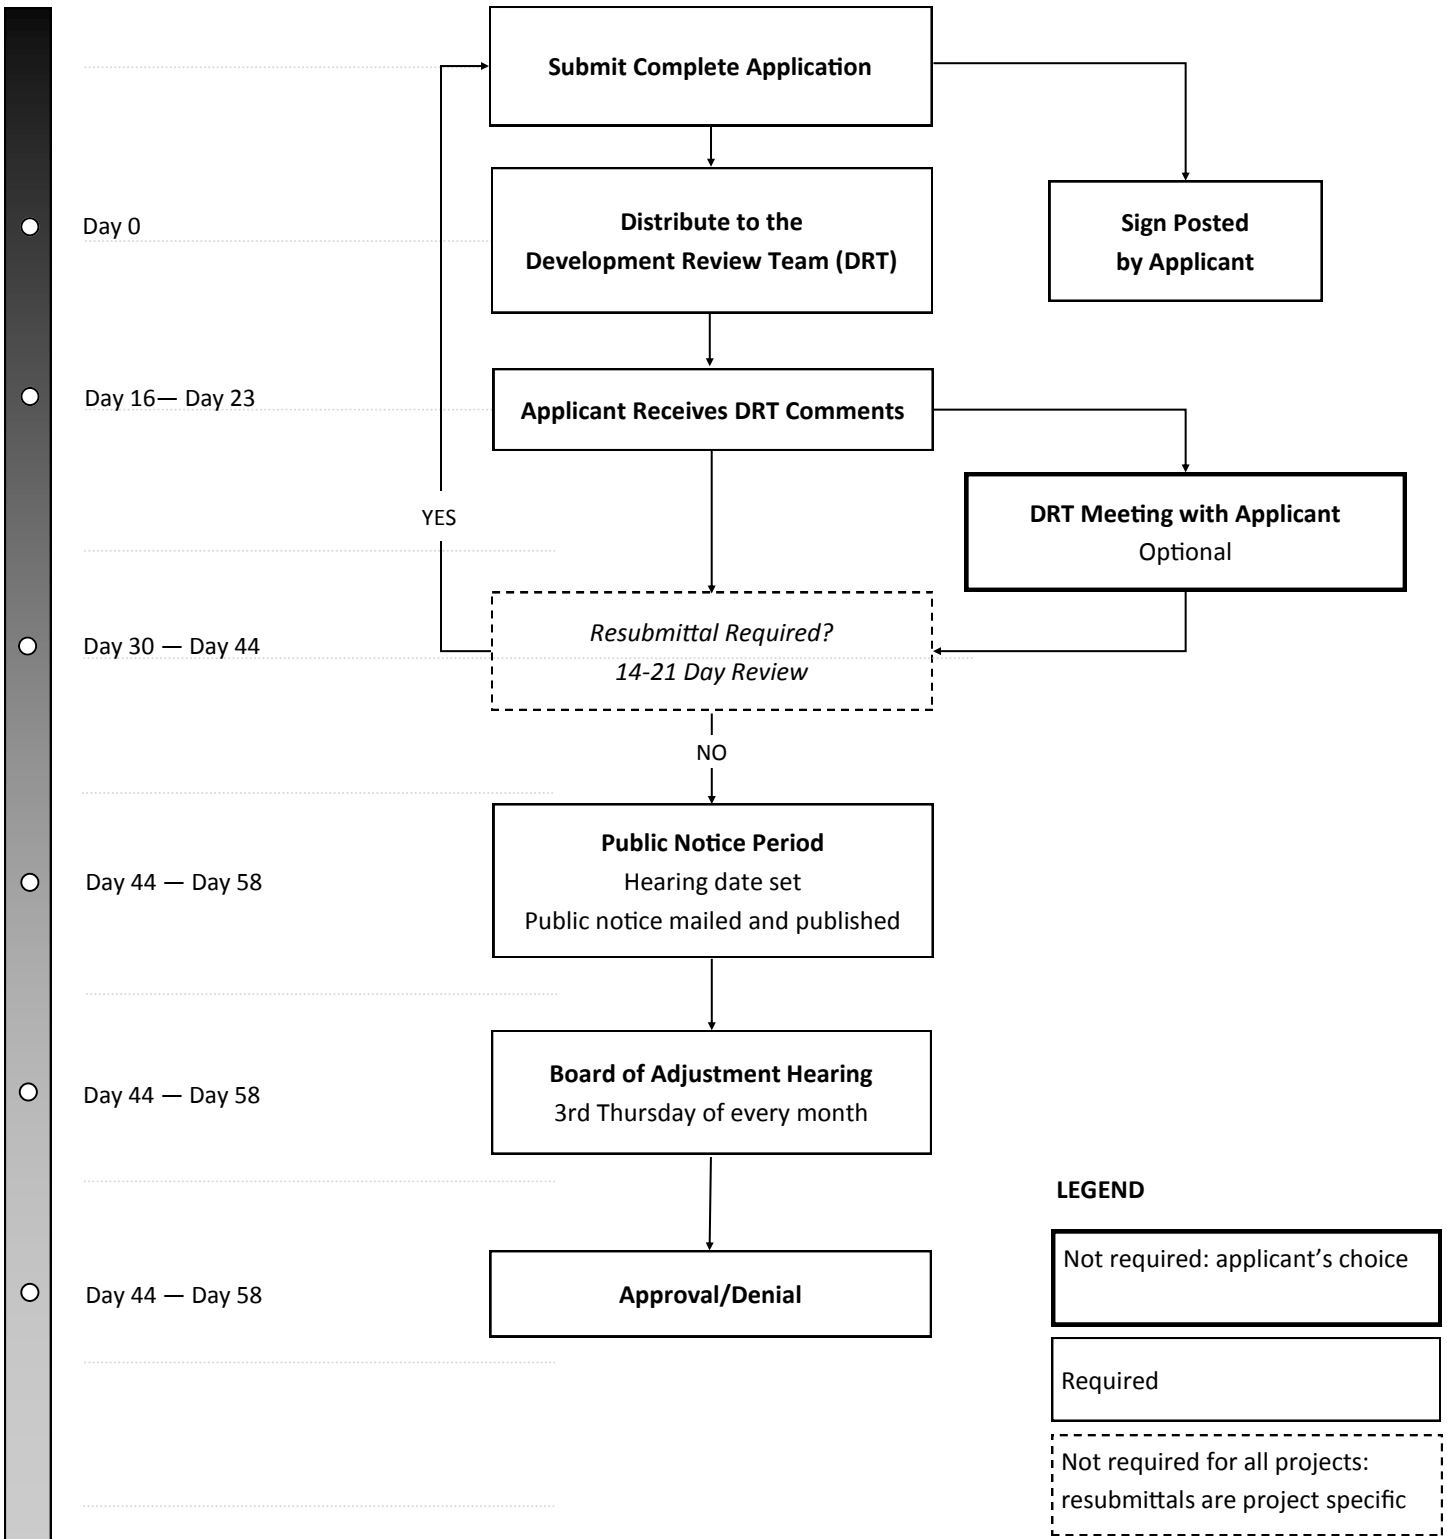 Submit Complete Application
Day 0
Distribute to the
Development Review Team (DRT)
Sign Posted
by Applicant
Day 16— Day 23
Applicant Receives DRT Comments
YES
DRT Meeting with Applicant
Optional
Day 30 — Day 44
Resubmittal Required?
14-21 Day Review
NO
Day 44 — Day 58
Public Notice Period
Hearing date set
Public notice mailed and published
Day 44 — Day 58
Board of Adjustment Hearing
3rd Thursday of every month
Day 44 — Day 58
Approval/Denial
LEGEND
Not required: applicant’s choice
Required
Not required for all projects:
resubmittals are project specific